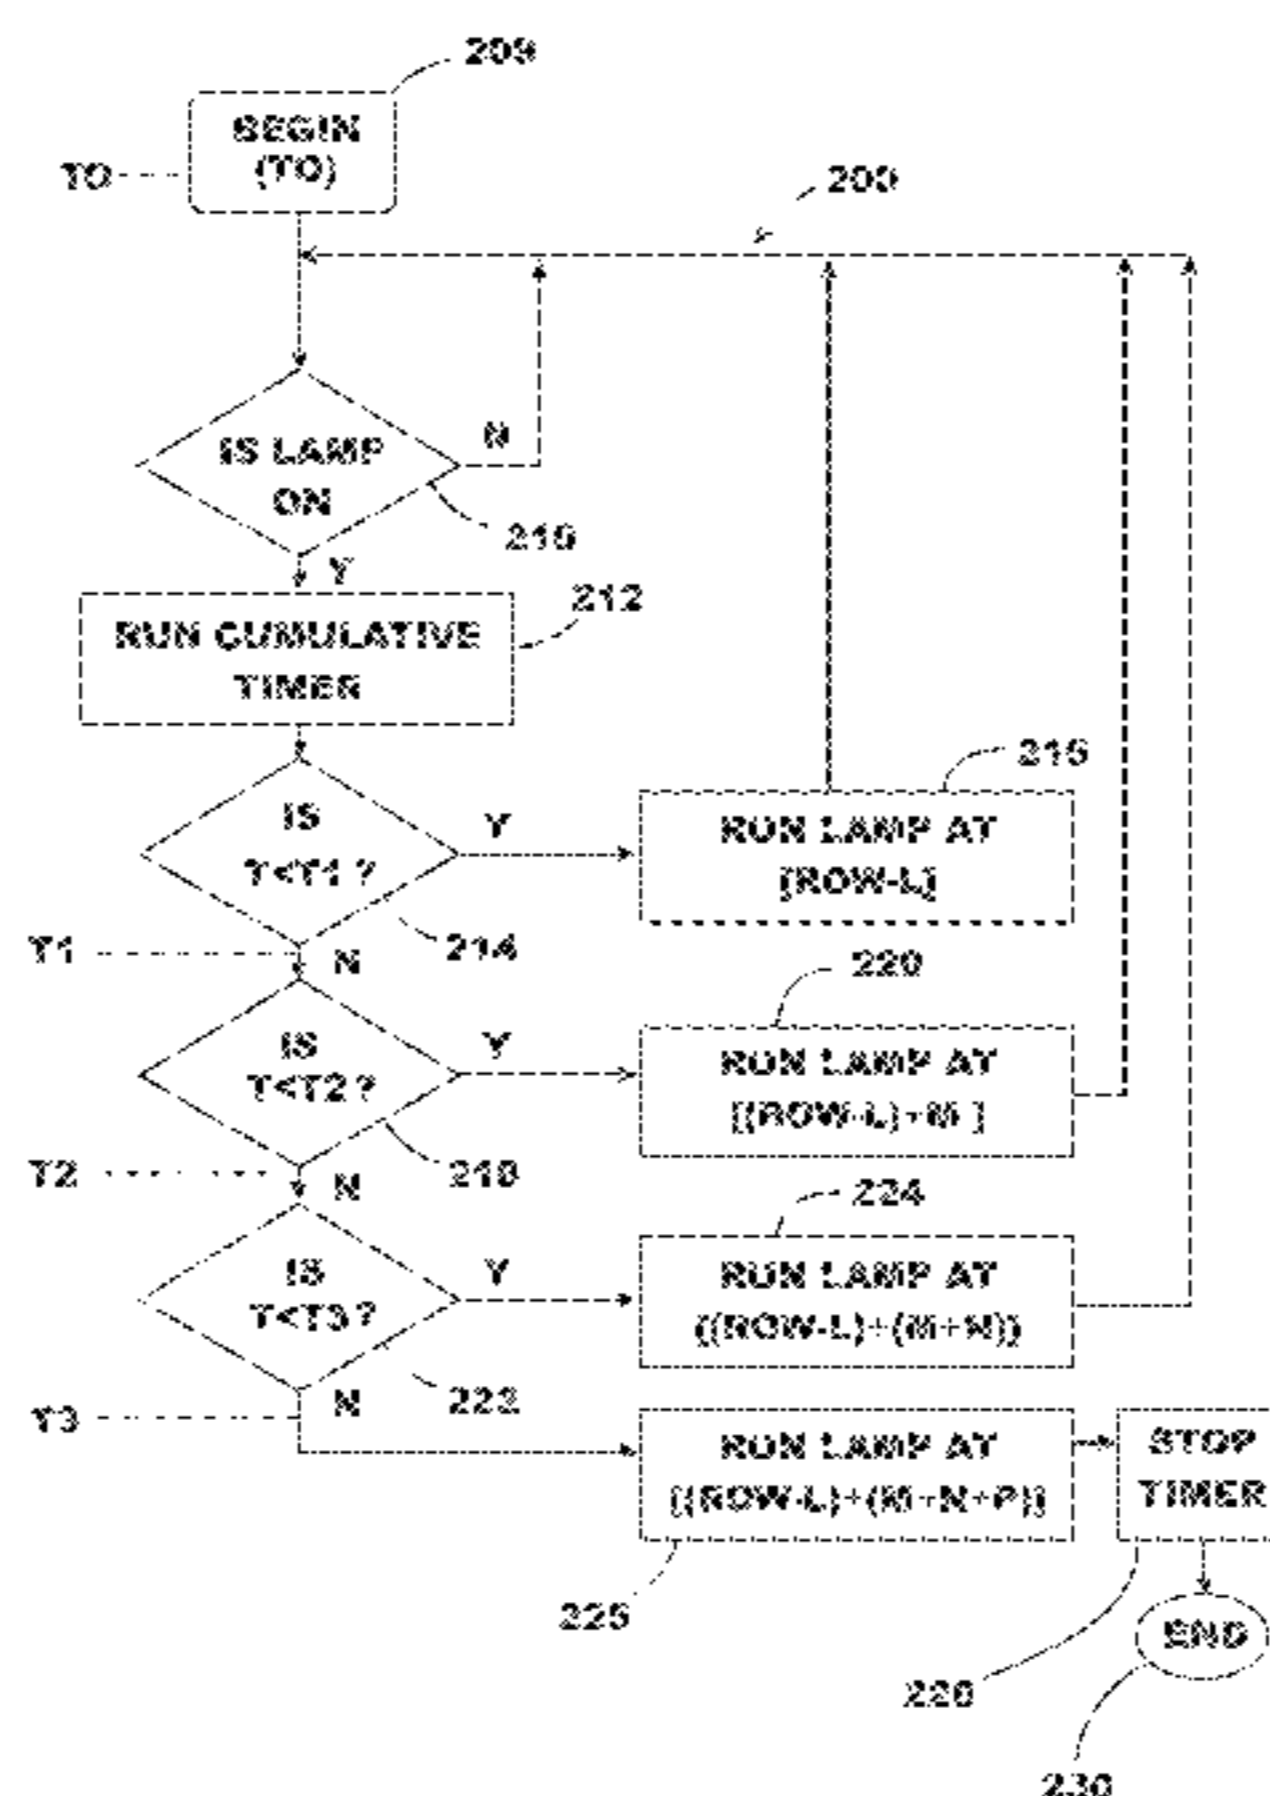 209
BEGIN
(TO)
TO
200
IS LAMP
ON
N
210
Y
212
RUN CUMULATIVE
TIMER
IS
T<T1?
Y
216
RUN LAMP AT
[ROW-L]
214
T1
N
220
IS
T<T2?
Y
RUN LAMP AT
[(ROW-L)+M]
T2
N
218
224
IS
T<T3?
Y
RUN LAMP AT
((ROW-L)+(M+N))
T3
N
222
RUN LAMP AT
[(ROW-L)+(M+N+P)]
STOP
TIMER
END
228
230